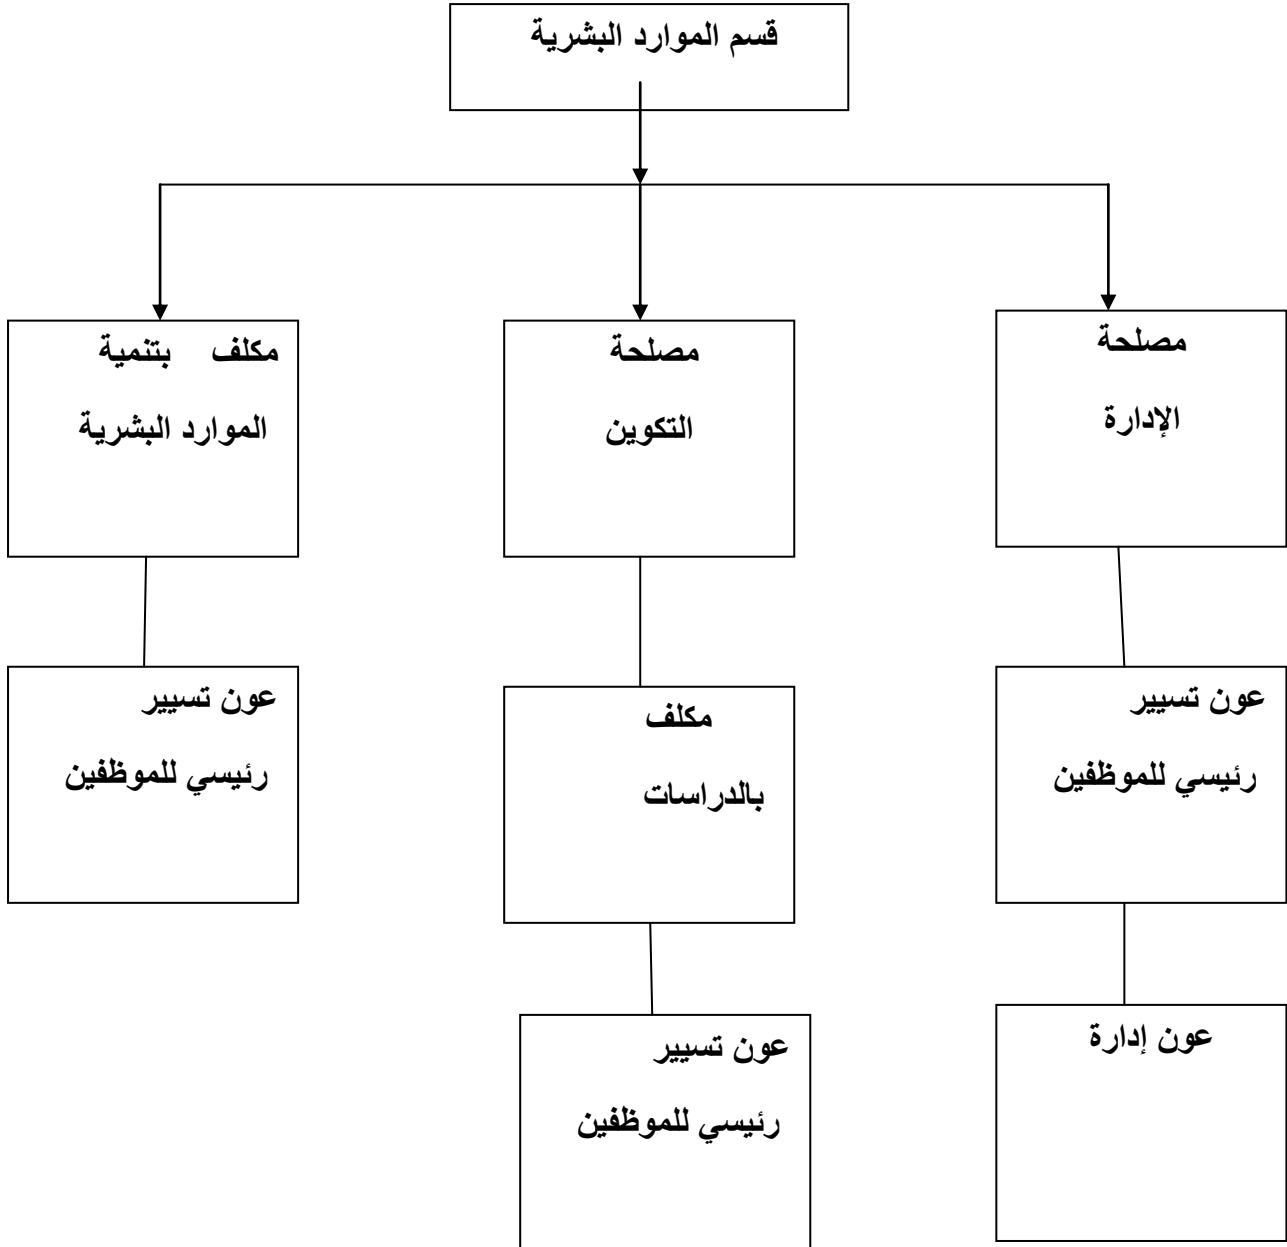 قسم الموارد البشرية
مصلحة
الإدارة
مصلحة
التكوين
مكلف بتنمية
الموارد البشرية
عون تسيير
رئيسي للموظفين
مكلف
بالدراسات
عون تسيير
رئيسي للموظفين
عون إدارة
عون تسيير
رئيسي للموظفين